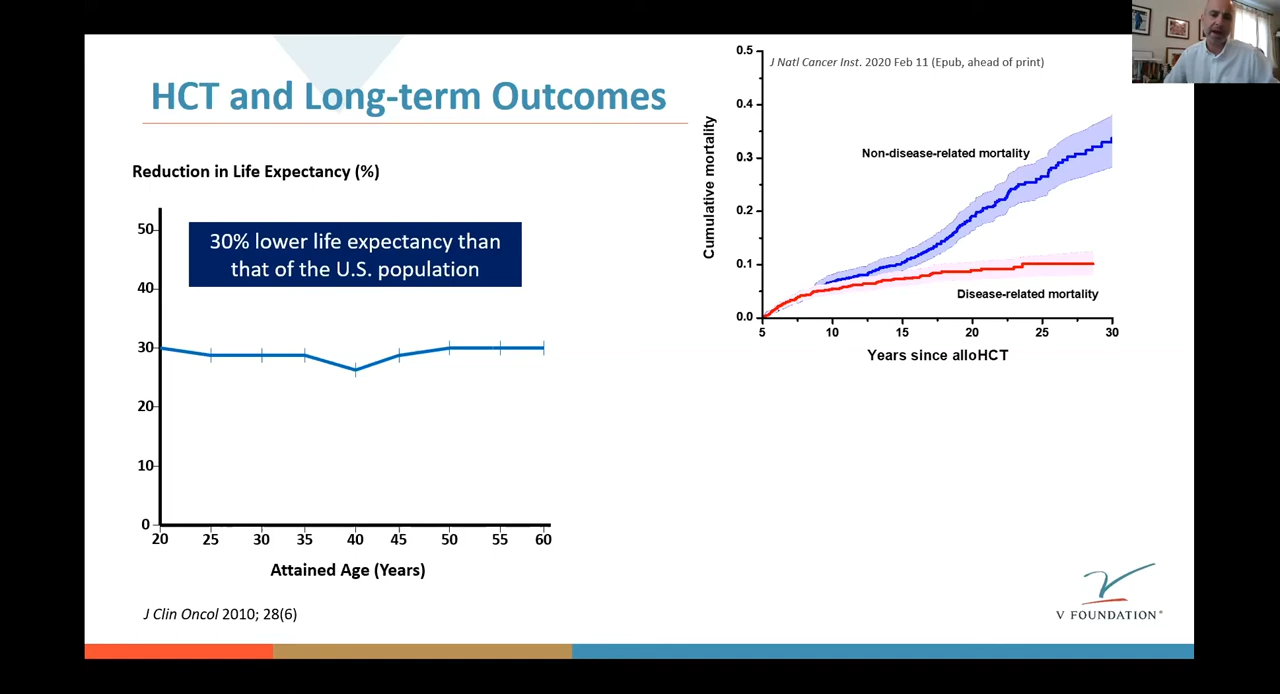 HCT and Long-term Outcomes
Reduction in Life Expectancy (%)
50
40
30
20
10
0
30% lower life expectancy than
that of the U.S. population
20 25 30 35 40 45 50 55 60
Attained Age (Years)
J Clin Oncol 2010; 28(6)
J Natl Cancer Inst. 2020 Feb 11 (Epub, ahead of print)
Cumulative mortality
0.5
0.4
0.3
0.2
0.1
0.0
Non-disease-related mortality
Disease-related mortality
5 10 15 20 25 30
Years since alloHCT
V FOUNDATION®